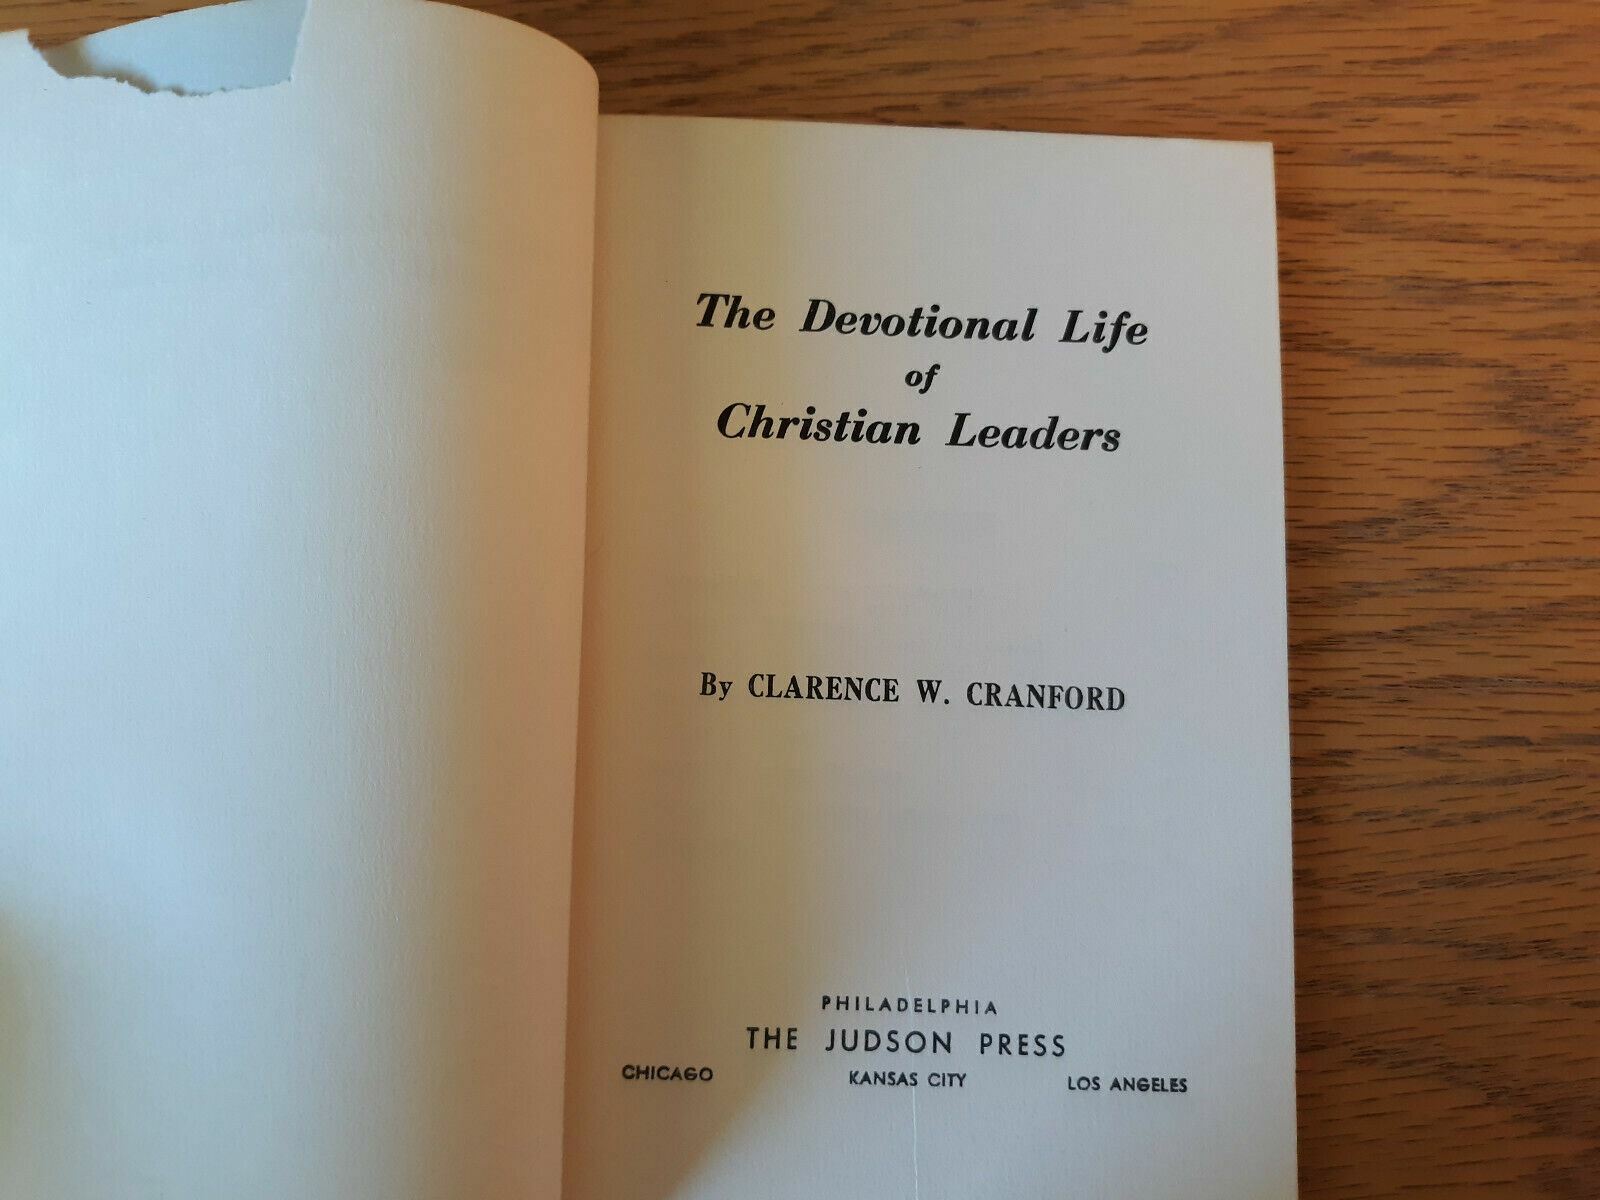 The Devotional Life
of
Christian Leaders
By CLARENCE W. CRANFORD
PHILADELPHIA
THE JUDSON PRESS
CHICAGO KANSAS CITY LOS ANGELES